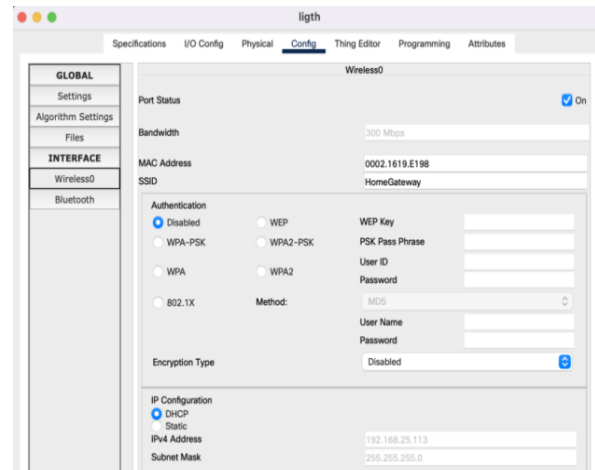 ligth
Specifications I/O Config Physical Config Thing Editor Programming Attributes
GLOBAL
Settings
Algorithm Settings
Files
INTERFACE
Wireless0
Bluetooth
Wireless0
Port Status On
Bandwidth 300 Mbps
MAC Address 0002.1619.E198
SSID HomeGateway
Authentication
Disabled WEP WEP Key
WPA-PSK WPA2-PSK PSK Pass Phrase
User ID
WPA WPA2 Password
802.1X Method: MD5
User Name
Password
Encryption Type Disabled
IP Configuration
DHCP
Static
IPv4 Address 192.168.25.113
Subnet Mask 255.255.255.0